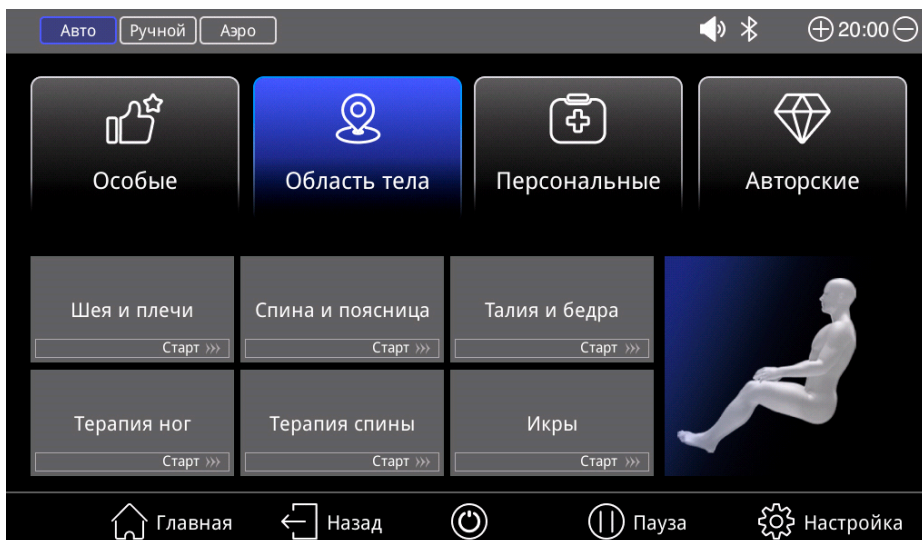 Авто Ручной Аэро 20:00
Особые Область тела Персональные Авторские
Шея и плечи Спина и поясница Талия и бедра
Старт Старт Старт
Терапия ног Терапия спины Икры
Старт Старт Старт
Главная Назад Пауза Настройка